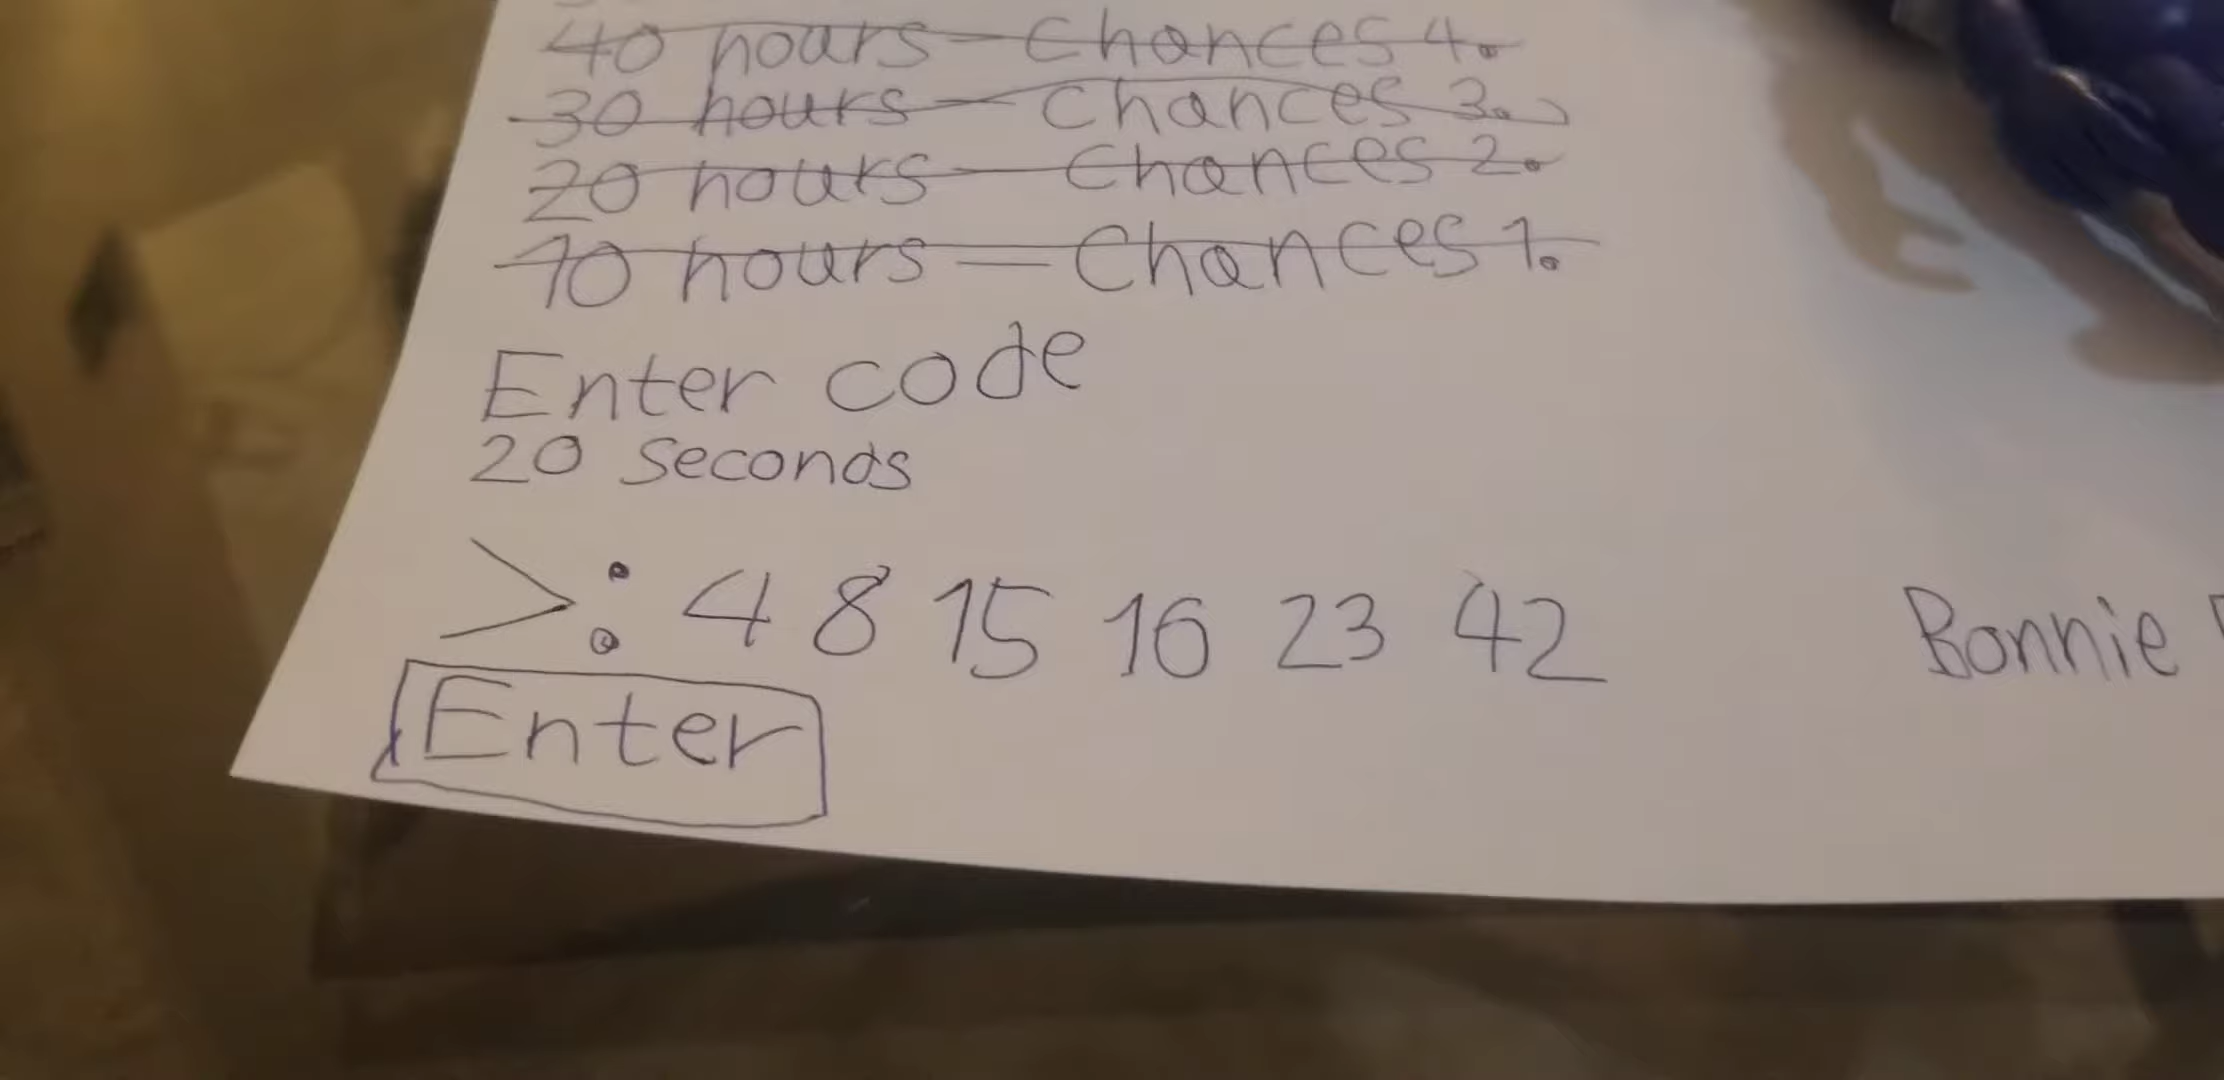 40 hours — Chances 4.
30 hours — Chances 3.
20 hours — Chances 2.
10 hours — Chances 1.
Enter code
20 seconds
>: 4 8 15 16 23 42
Bonnie
Enter